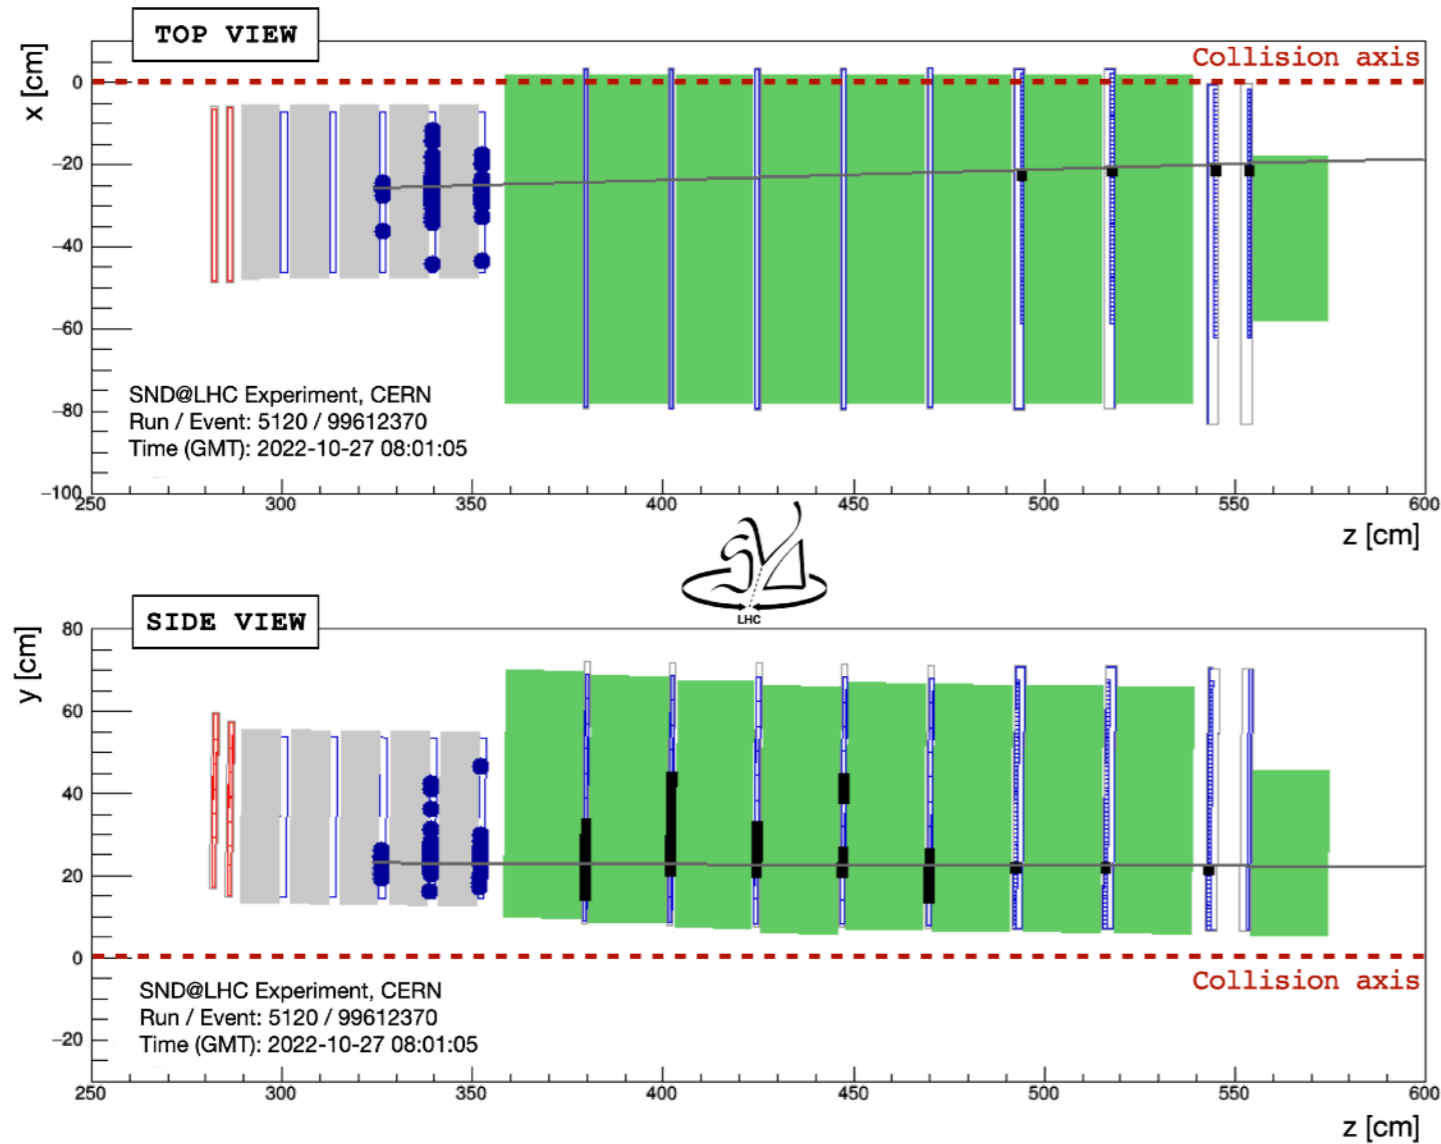 TOP VIEW
x [cm]
Collision axis
0
−20
−40
−60
−80
−100
SND@LHC Experiment, CERN
Run / Event: 5120 / 99612370
Time (GMT): 2022-10-27 08:01:05
250 300 350 400 450 500 550 600
z [cm]
LHC
SIDE VIEW
y [cm]
80
60
40
20
0
−20
Collision axis
SND@LHC Experiment, CERN
Run / Event: 5120 / 99612370
Time (GMT): 2022-10-27 08:01:05
250 300 350 400 450 500 550 600
z [cm]